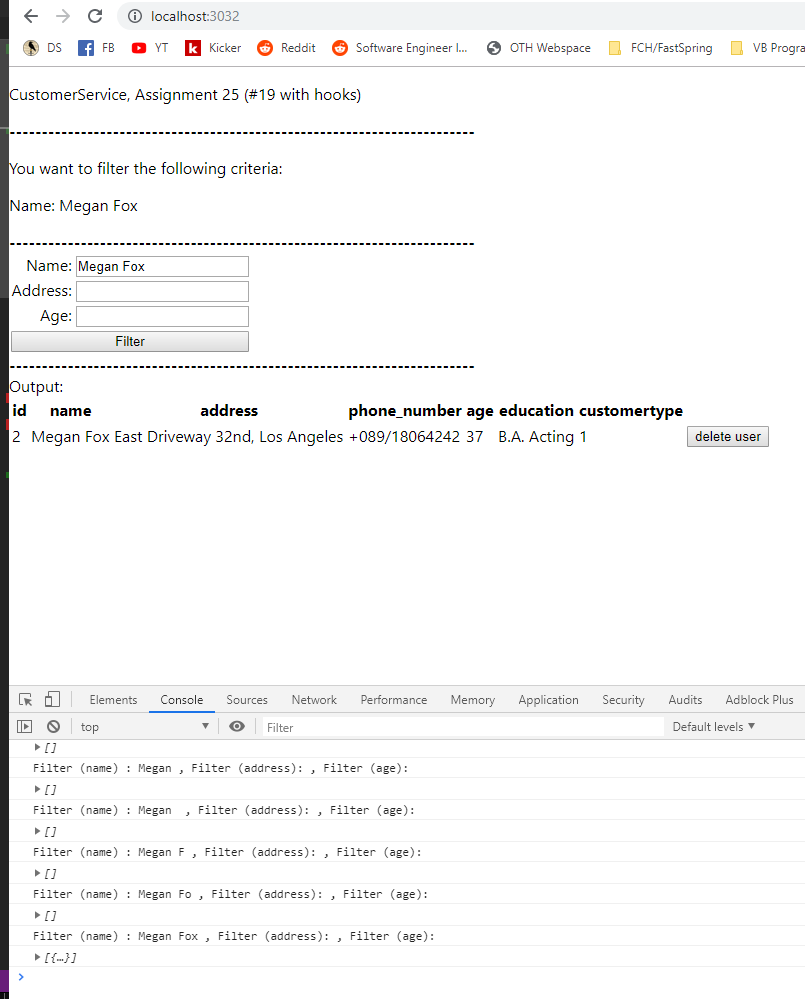 localhost:3032
DS FB YT Kicker Reddit Software Engineer I... OTH Webspace FCH/FastSpring VB Progra
CustomerService, Assignment 25 (#19 with hooks)
------------------------------------------------------------------------
You want to filter the following criteria:
Name: Megan Fox
------------------------------------------------------------------------
Name: Megan Fox
Address:
Age:
Filter
------------------------------------------------------------------------
Output:
id name address phone_number age education customertype
2 Megan Fox East Driveway 32nd, Los Angeles +089/18064242 37 B.A. Acting 1 delete user
Elements Console Sources Network Performance Memory Application Security Audits Adblock Plus
top Filter Default levels
[]
Filter (name) : Megan , Filter (address): , Filter (age):
[]
Filter (name) : Megan  , Filter (address): , Filter (age):
[]
Filter (name) : Megan F , Filter (address): , Filter (age):
[]
Filter (name) : Megan Fo , Filter (address): , Filter (age):
[]
Filter (name) : Megan Fox , Filter (address): , Filter (age):
[{…}]